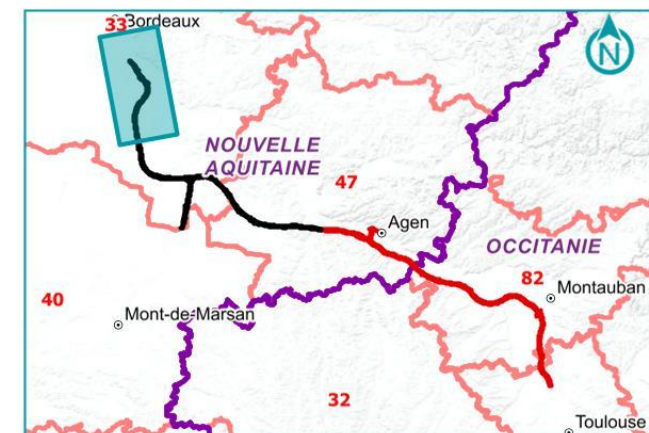 33
Bordeaux
N
NOUVELLE
AQUITAINE
47
Agen
OCCITANIE
82
Montauban
40
Mont-de-Marsan
32
Toulouse